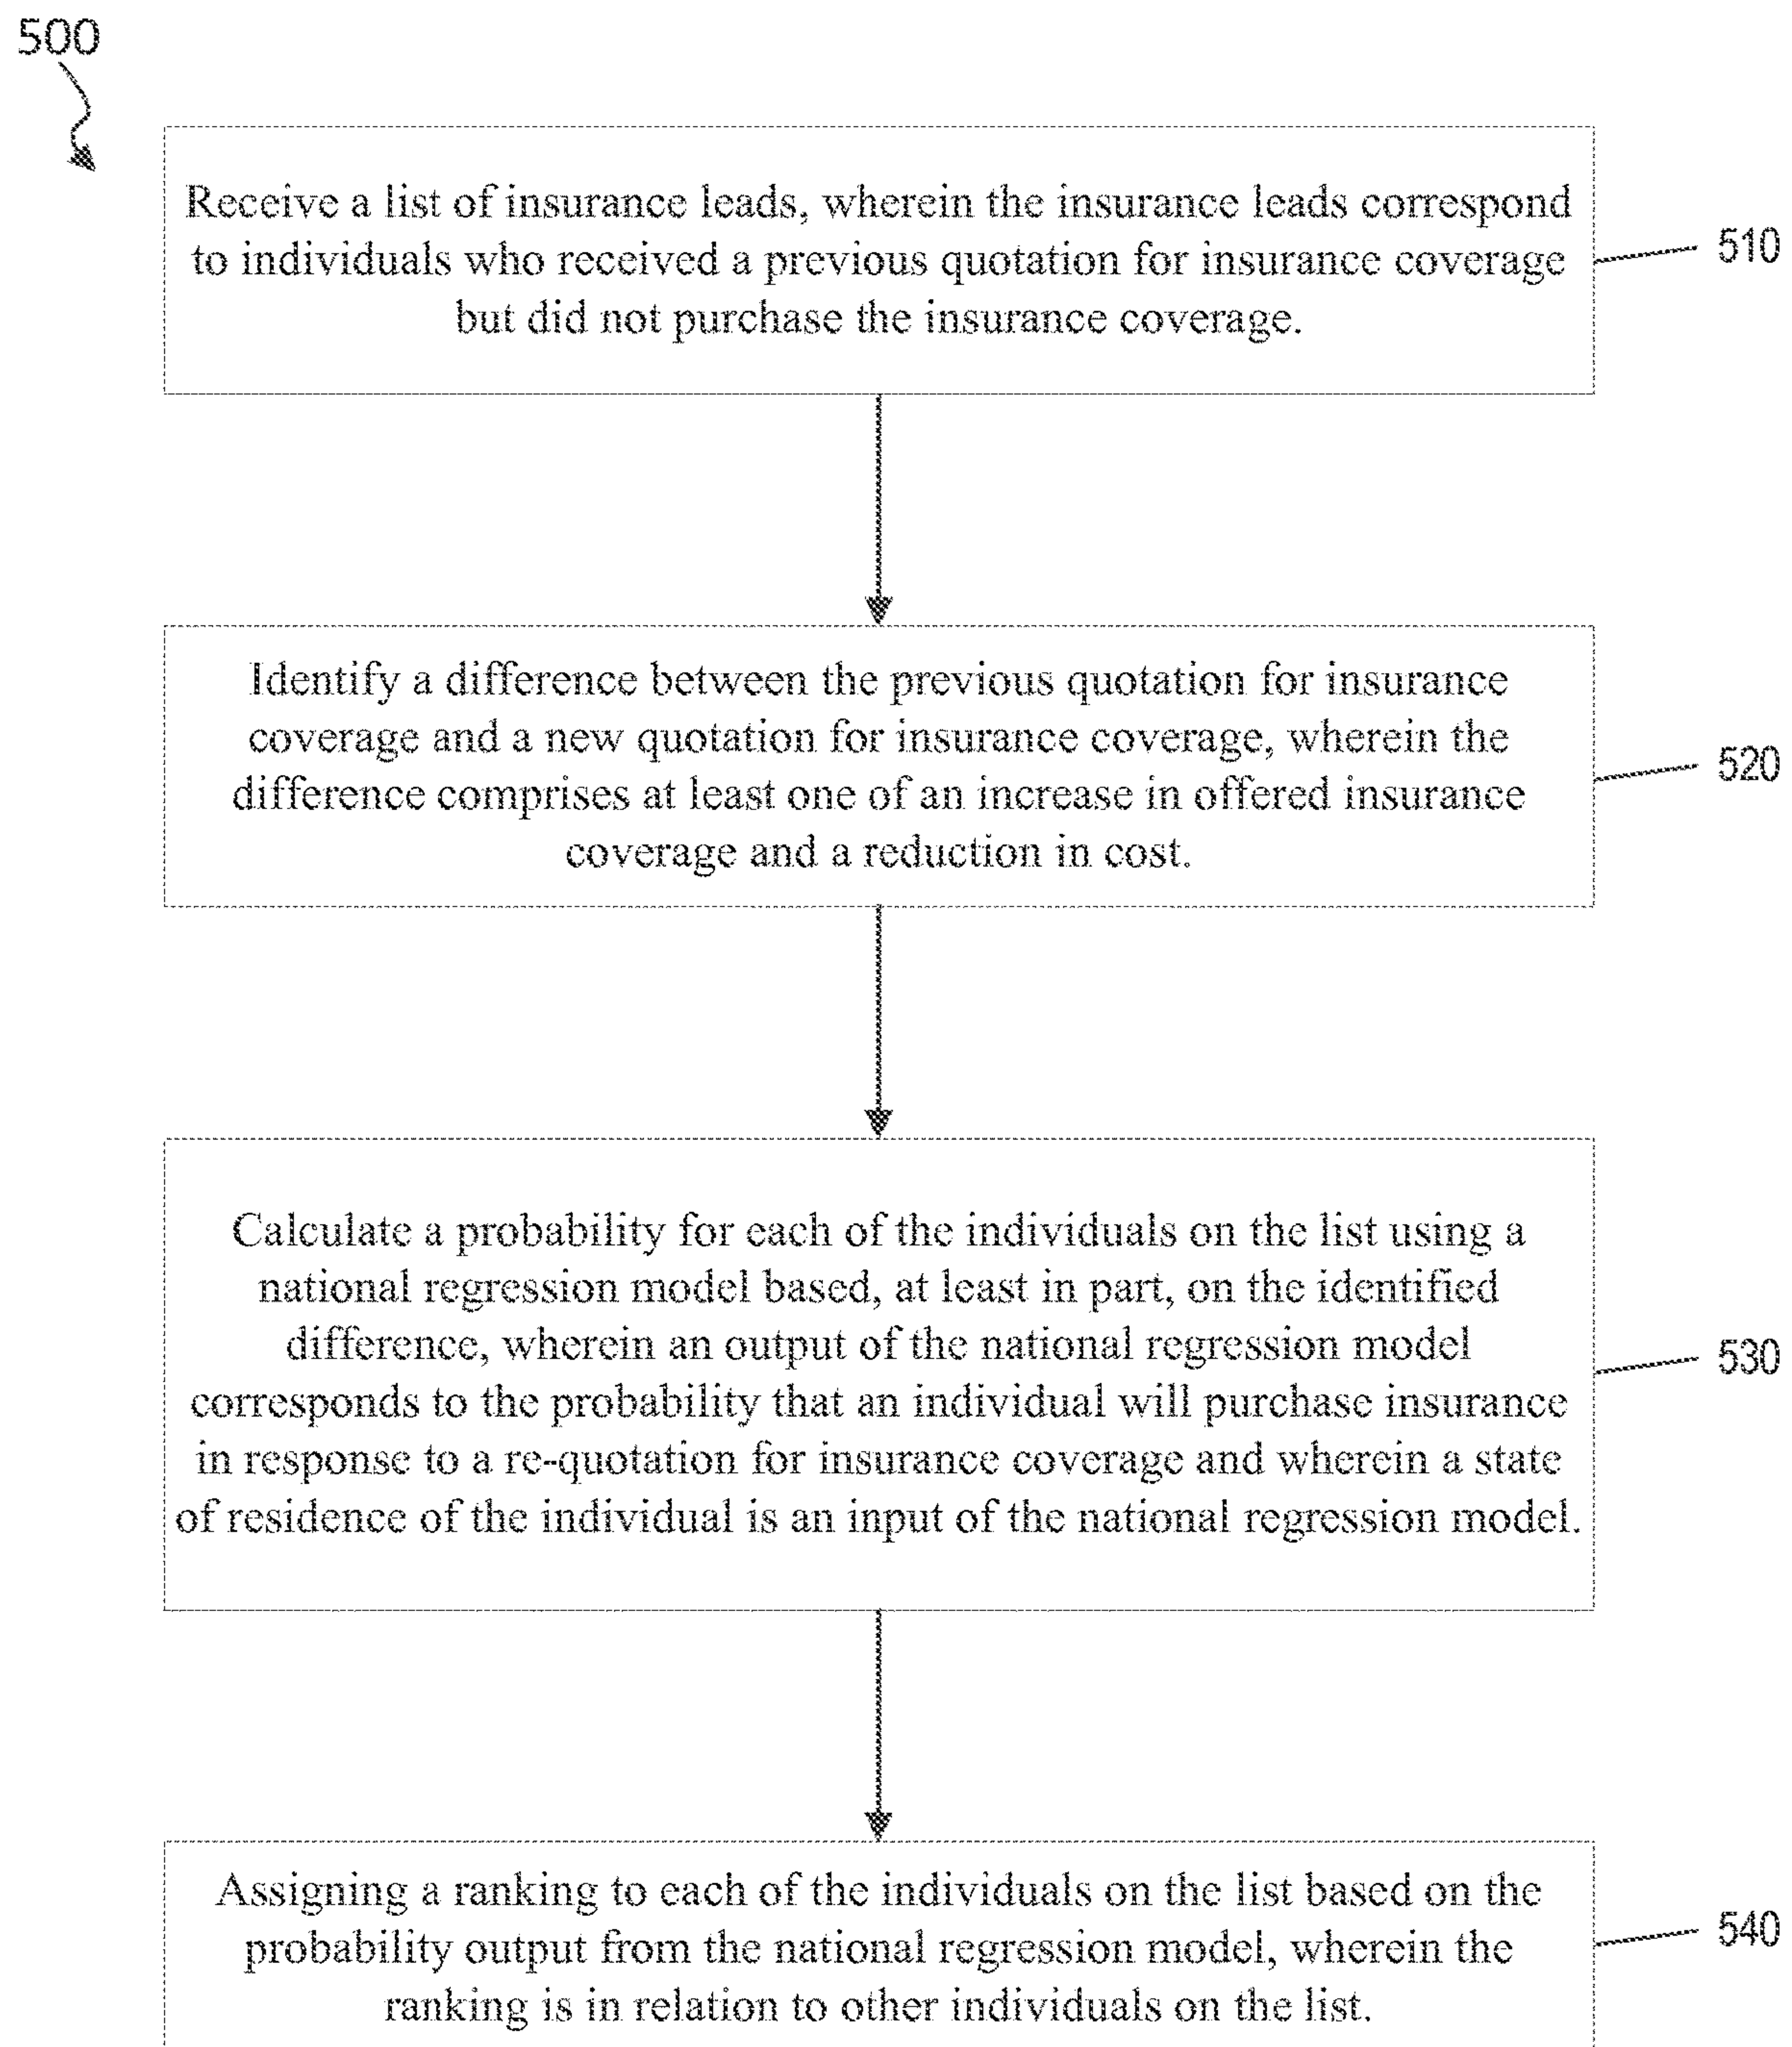 500
Receive a list of insurance leads, wherein the insurance leads correspond
to individuals who received a previous quotation for insurance coverage
but did not purchase the insurance coverage.
510
Identify a difference between the previous quotation for insurance
coverage and a new quotation for insurance coverage, wherein the
difference comprises at least one of an increase in offered insurance
coverage and a reduction in cost.
520
Calculate a probability for each of the individuals on the list using a
national regression model based, at least in part, on the identified
difference, wherein an output of the national regression model
corresponds to the probability that an individual will purchase insurance
in response to a re-quotation for insurance coverage and wherein a state
of residence of the individual is an input of the national regression model.
530
Assigning a ranking to each of the individuals on the list based on the
probability output from the national regression model, wherein the
ranking is in relation to other individuals on the list.
540